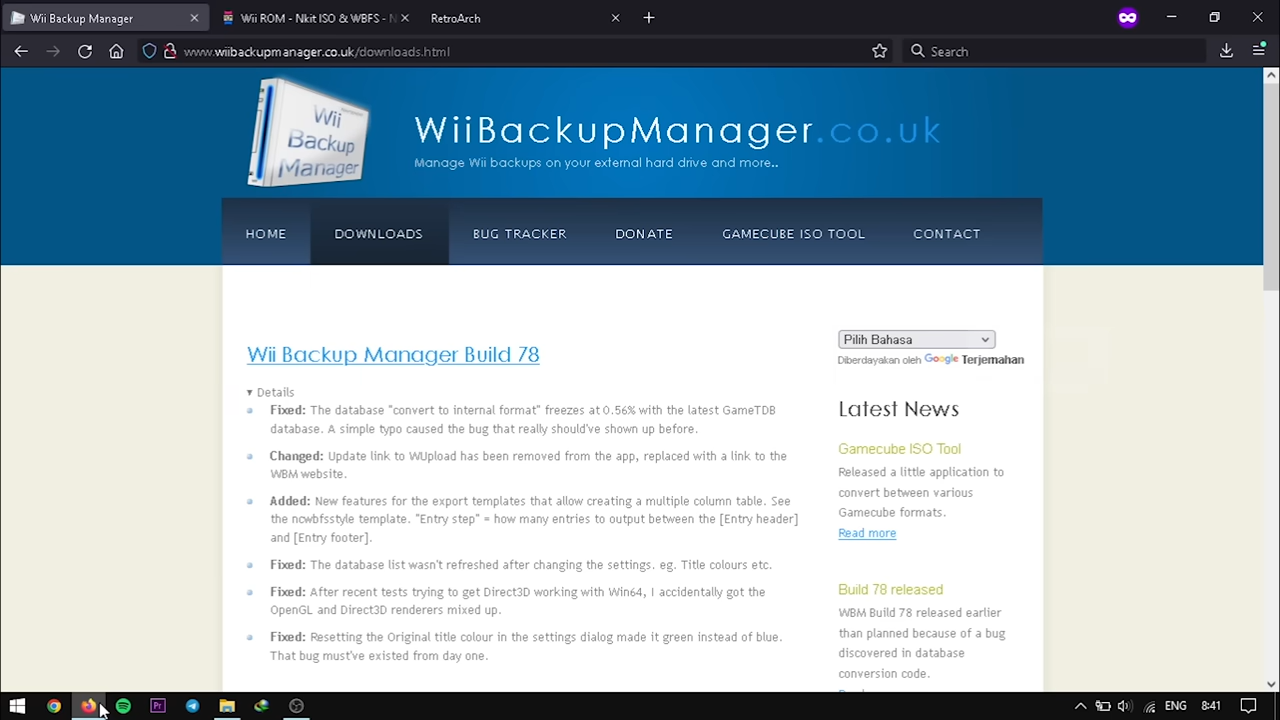 Wii Backup Manager
Wii ROM - Nkit ISO & WBFS - N
RetroArch
www.wiibackupmanager.co.uk/downloads.html
Search
Wii
Backup
Manager
WiiBackupManager.co.uk
Manage Wii backups on your external hard drive and more..
HOME
DOWNLOADS
BUG TRACKER
DONATE
GAMECUBE ISO TOOL
CONTACT
Wii Backup Manager Build 78
Details
Fixed: The database "convert to internal format" freezes at 0.56% with the latest GameTDB
database. A simple typo caused the bug that really should've shown up before.
Changed: Update link to WUpload has been removed from the app, replaced with a link to the
WBM website.
Added: New features for the export templates that allow creating a multiple column table. See
the ncwbfsstyle template. "Entry step" = how many entries to output between the [Entry header]
and [Entry footer].
Fixed: The database list wasn't refreshed after changing the settings. eg. Title colours etc.
Fixed: After recent tests trying to get Direct3D working with Win64, I accidentally got the
OpenGL and Direct3D renderers mixed up.
Fixed: Resetting the Original title colour in the settings dialog made it green instead of blue.
That bug must've existed from day one.
Pilih Bahasa
Diberdayakan oleh Google Terjemahan
Latest News
Gamecube ISO Tool
Released a little application to
convert between various
Gamecube formats.
Read more
Build 78 released
WBM Build 78 released earlier
than planned because of a bug
discovered in database
conversion code.
Pr
ENG
8:41